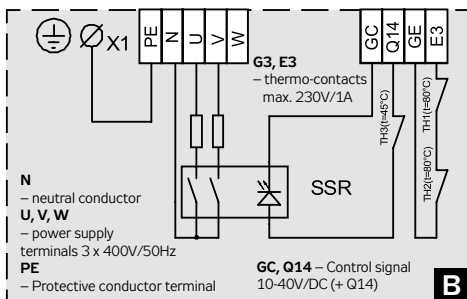 X1
PE
N
U
V
W
GC
Q14
GE
E3
G3, E3
– thermo-contacts
max. 230V/1A
TH3(t=45°C)
TH1(t=80°C)
TH2(t=80°C)
SSR
N
– neutral conductor
U, V, W
– power supply
terminals 3 x 400V/50Hz
PE
– Protective conductor terminal
GC, Q14 – Control signal
10-40V/DC (+ Q14)
B